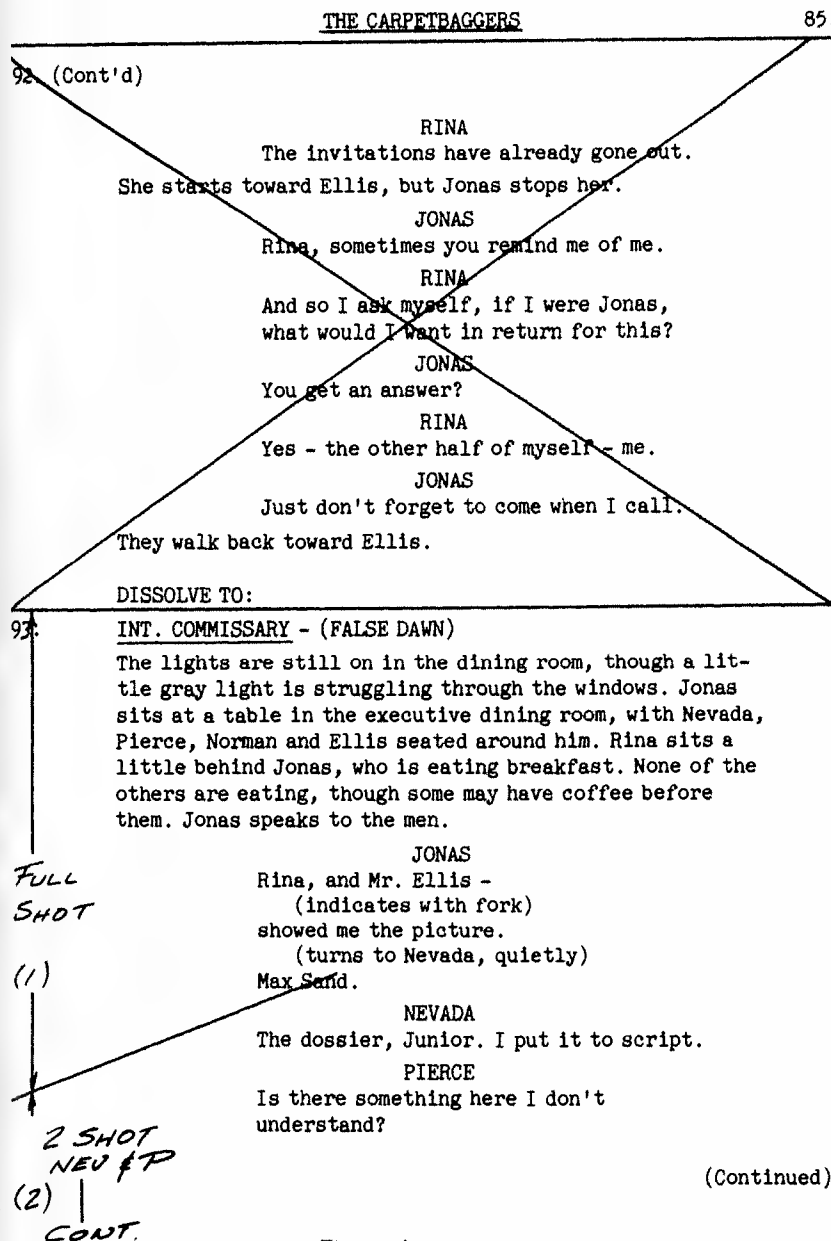 THE CARPETBAGGERS 85
92. (Cont'd)
RINA
The invitations have already gone out.
She starts toward Ellis, but Jonas stops her.
JONAS
Rina, sometimes you remind me of me.
RINA
And so I ask myself, if I were Jonas,
what would I want in return for this?
JONAS
You get an answer?
RINA
Yes - the other half of myself - me.
JONAS
Just don't forget to come when I call.
They walk back toward Ellis.
DISSOLVE TO:
93. INT. COMMISSARY - (FALSE DAWN)
The lights are still on in the dining room, though a lit-
tle gray light is struggling through the windows. Jonas
sits at a table in the executive dining room, with Nevada,
Pierce, Norman and Ellis seated around him. Rina sits a
little behind Jonas, who is eating breakfast. None of the
others are eating, though some may have coffee before
them. Jonas speaks to the men.
JONAS
FULL
SHOT
Rina, and Mr. Ellis -
(indicates with fork)
showed me the picture.
(turns to Nevada, quietly)
(1)
Max Sand.
NEVADA
The dossier, Junior. I put it to script.
PIERCE
Is there something here I don't
understand?
2 SHOT
NEV & P
(Continued)
(2)
CONT.